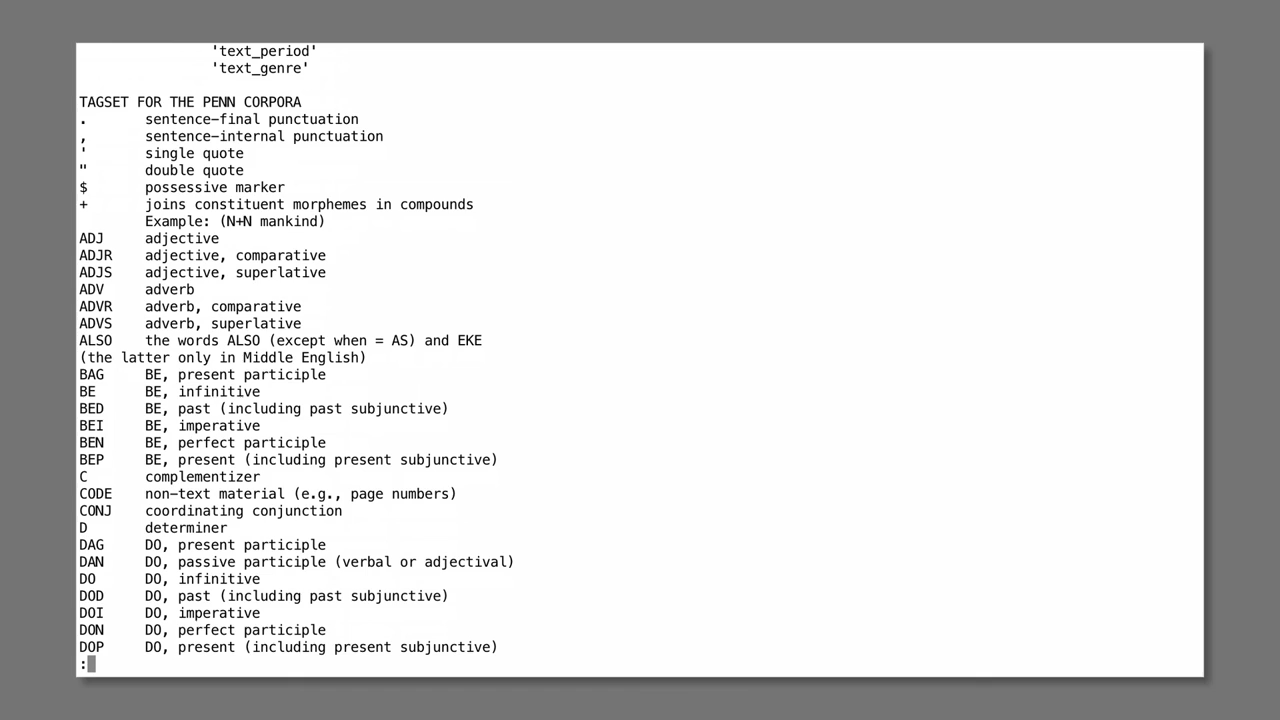 'text_period'
'text_genre'
TAGSET FOR THE PENN CORPORA
. sentence-final punctuation
, sentence-internal punctuation
' single quote
" double quote
$ possessive marker
+ joins constituent morphemes in compounds
Example: (N+N mankind)
ADJ adjective
ADJR adjective, comparative
ADJS adjective, superlative
ADV adverb
ADVR adverb, comparative
ADVS adverb, superlative
ALSO the words ALSO (except when = AS) and EKE
(the latter only in Middle English)
BAG BE, present participle
BE BE, infinitive
BED BE, past (including past subjunctive)
BEI BE, imperative
BEN BE, perfect participle
BEP BE, present (including present subjunctive)
C complementizer
CODE non-text material (e.g., page numbers)
CONJ coordinating conjunction
D determiner
DAG DO, present participle
DAN DO, passive participle (verbal or adjectival)
DO DO, infinitive
DOD DO, past (including past subjunctive)
DOI DO, imperative
DON DO, perfect participle
DOP DO, present (including present subjunctive)
: